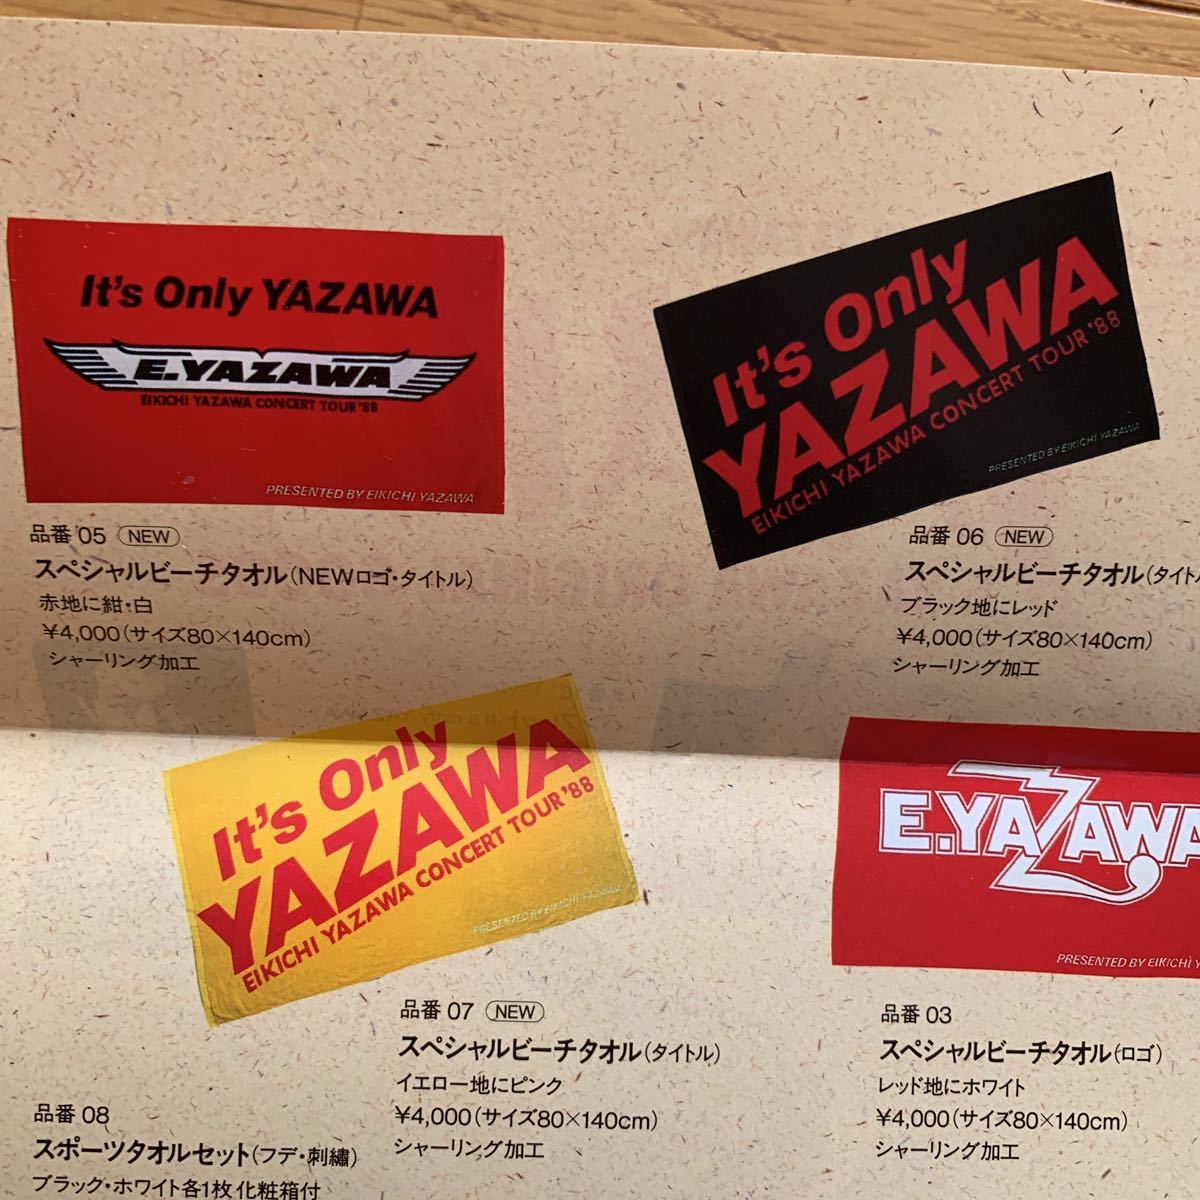 It's Only YAZAWA
E.YAZAWA
EIKICHI YAZAWA CONCERT TOUR '88
PRESENTED BY EIKICHI YAZAWA
品番 05 NEW
スペシャルビーチタオル(NEWロゴ・タイトル)
赤地に紺・白
¥4,000(サイズ80×140cm)
シャーリング加工
It's Only
YAZAWA
EIKICHI YAZAWA CONCERT TOUR '88
PRESENTED BY EIKICHI YAZAWA
品番 06 NEW
スペシャルビーチタオル(タイト
ブラック地にレッド
¥4,000(サイズ80×140cm)
シャーリング加工
It's Only
YAZAWA
EIKICHI YAZAWA CONCERT TOUR '88
PRESENTED BY EIKICHI YAZAWA
品番 07 NEW
スペシャルビーチタオル(タイトル)
イエロー地にピンク
¥4,000(サイズ80×140cm)
シャーリング加工
E.YAZAWA
PRESENTED BY EIKICHI Y
品番 03
スペシャルビーチタオル(ロゴ)
レッド地にホワイト
¥4,000(サイズ80×140cm)
シャーリング加工
品番 08
スポーツタオルセット(フデ・刺繡)
ブラック・ホワイト各1枚化粧箱付